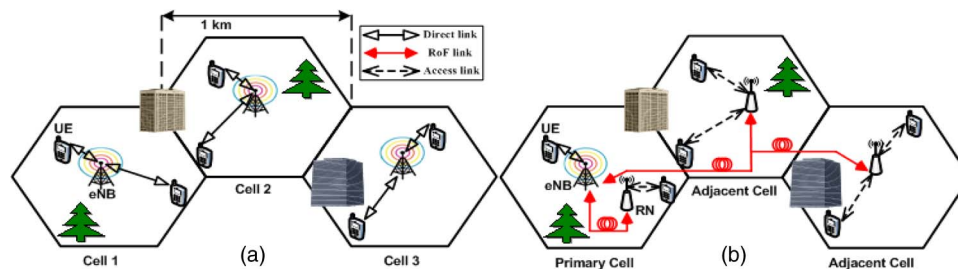 1 km
Direct link
RoF link
Access link
UE
eNB
Cell 1
Cell 2
Cell 3
(a)
UE
eNB
RN
Primary Cell
Adjacent Cell
Adjacent Cell
(b)